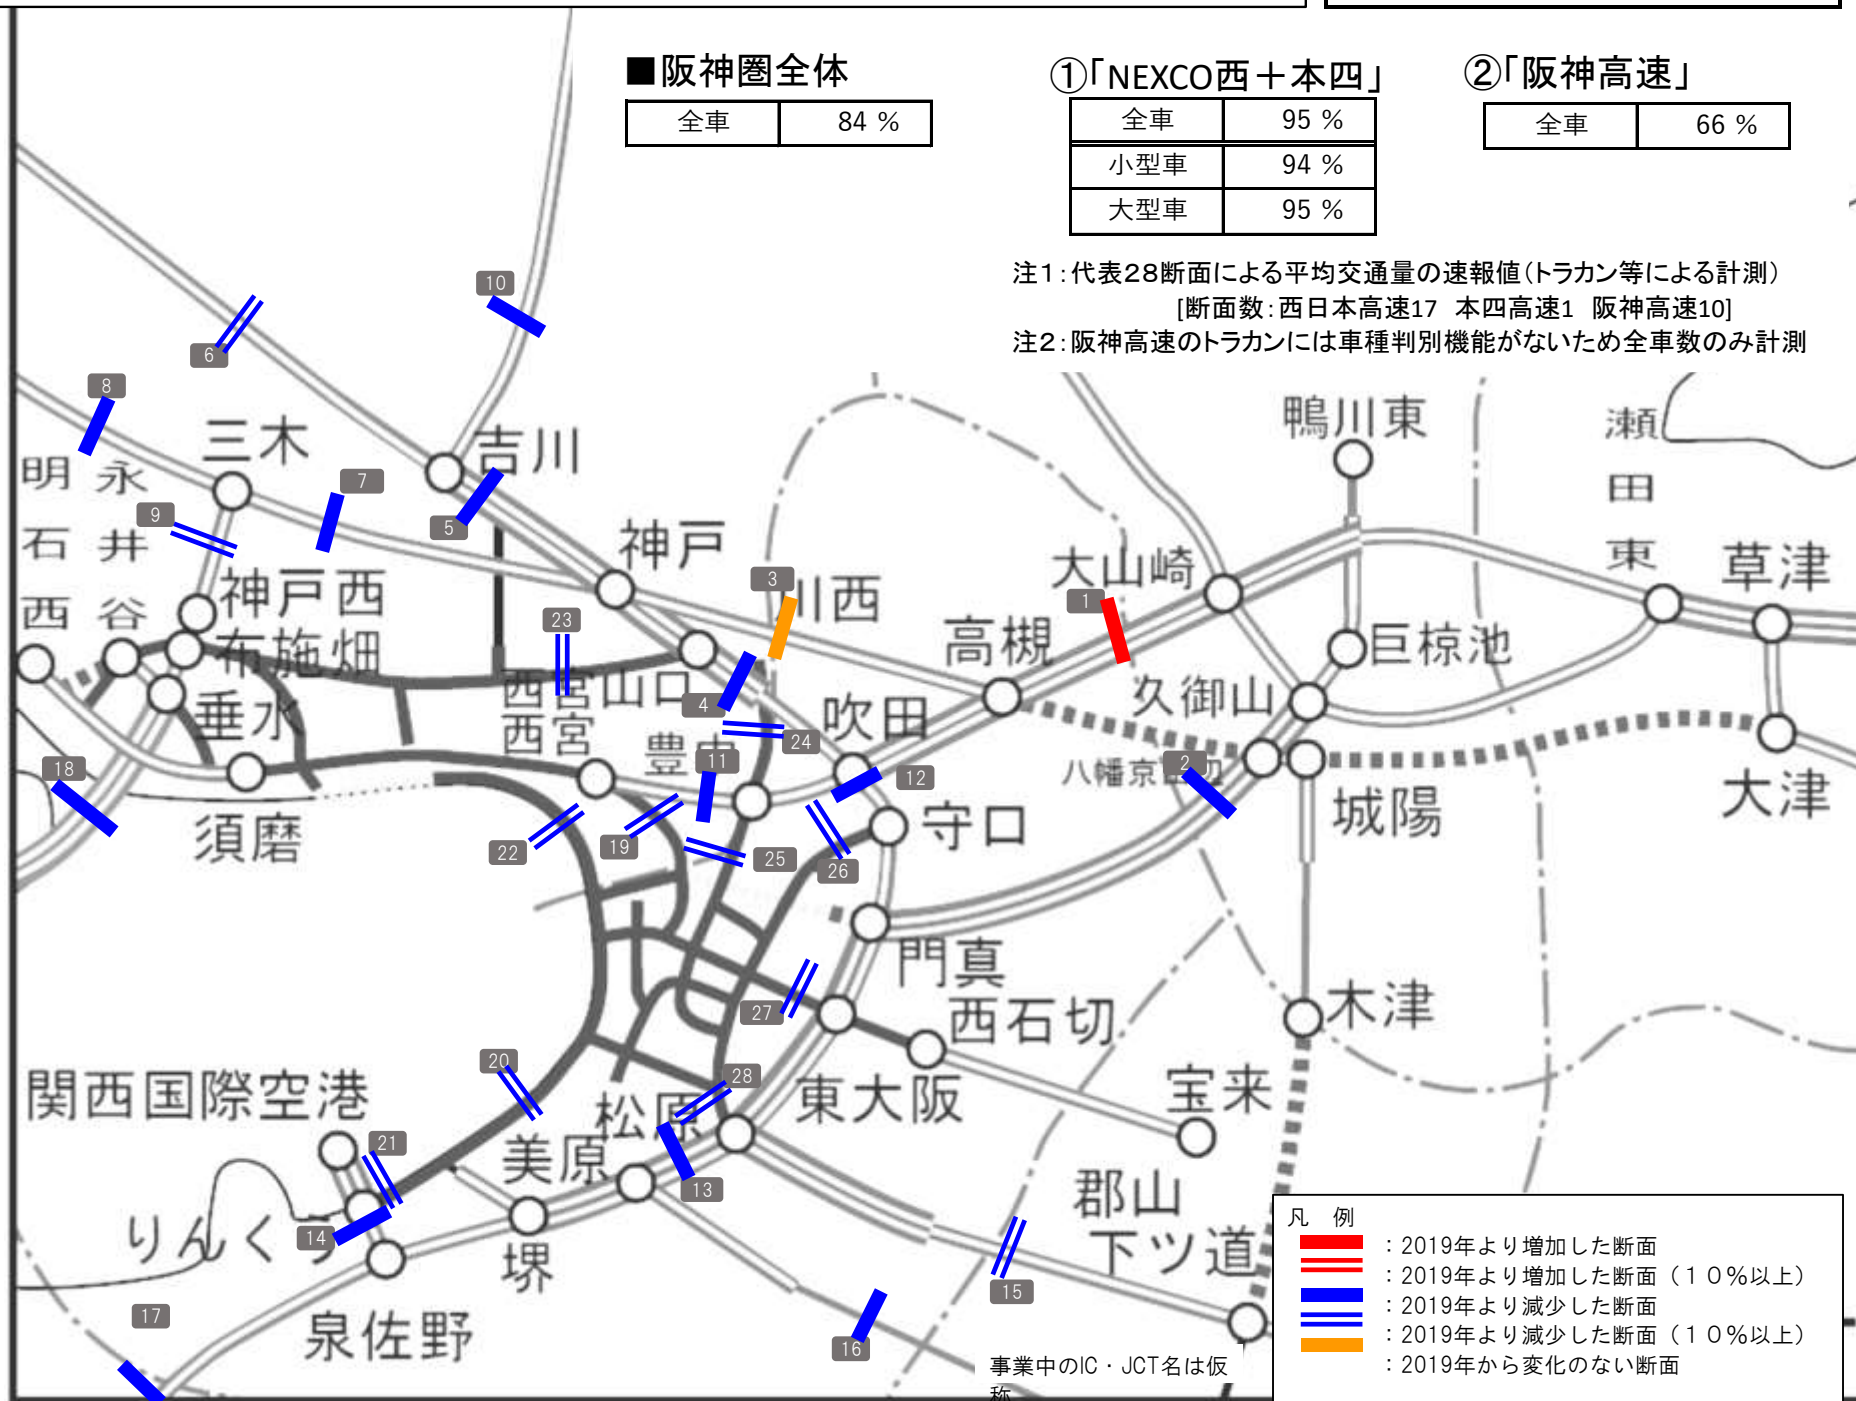 ■阪神圏全体
全車 84 %
①「NEXCO西＋本四」
全車 95 %
小型車 94 %
大型車 95 %
②「阪神高速」
全車 66 %
注1：代表28断面による平均交通量の速報値（トラカン等による計測）
[断面数：西日本高速17 本四高速1 阪神高速10]
注2：阪神高速のトラカンには車種判別機能がないため全車数のみ計測
10
6
8
三木
吉川
鴨川東
瀬田東
明石西
永井谷
7
9
5
神戸
大山崎
草津
神戸西
3
川西
1
布施畑
23
高槻
巨椋池
西宮山口
久御山
垂水
西宮
4
吹田
24
豊中
11
18
12
2
城陽
大津
須磨
22
19
25
26
守口
門真
27
西石切
木津
20
28
関西国際空港
松原
東大阪
宝来
21
美原
13
郡山
りんくう
14
堺
下ツ道
15
17
泉佐野
16
事業中のIC・JCT名は仮
称
凡 例
：2019年より増加した断面
：2019年より増加した断面（１０％以上）
：2019年より減少した断面
：2019年より減少した断面（１０％以上）
：2019年から変化のない断面